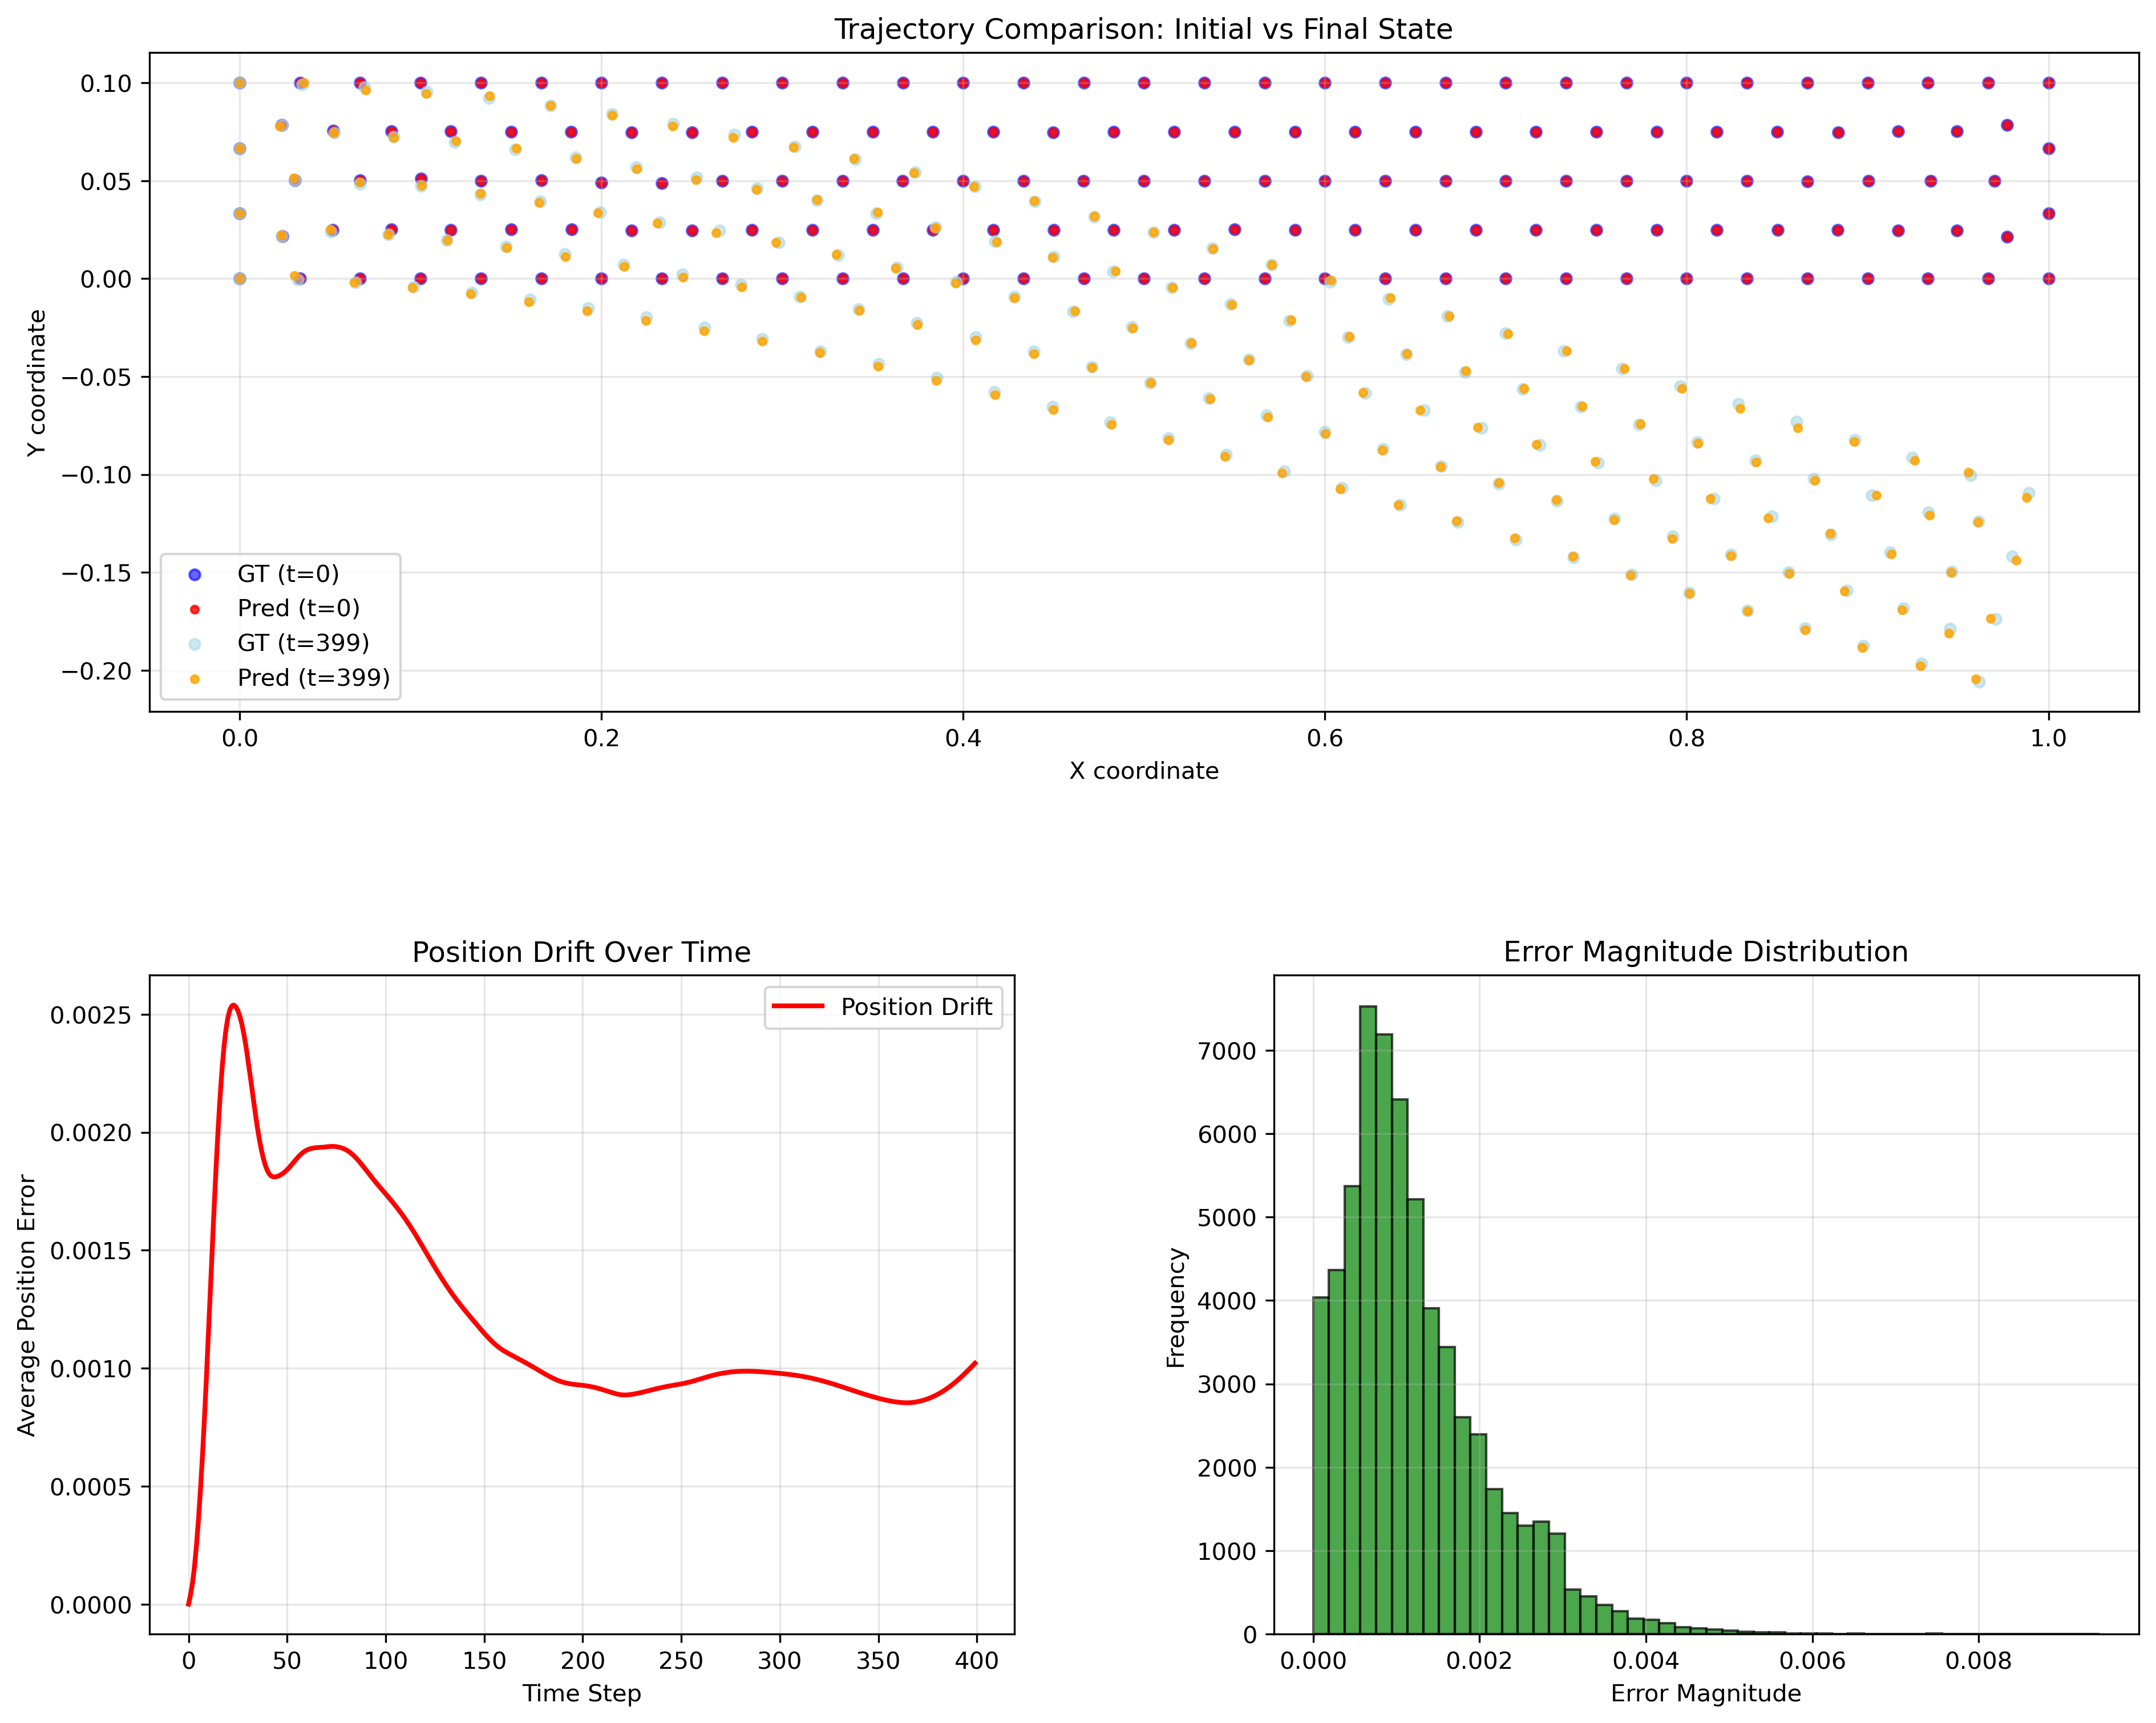 Trajectory Comparison: Initial vs Final State
0.10
0.05
0.00
−0.05
−0.10
−0.15
−0.20
Y coordinate
GT (t=0)
Pred (t=0)
GT (t=399)
Pred (t=399)
0.0 0.2 0.4 0.6 0.8 1.0
X coordinate
Position Drift Over Time
0.0025
0.0020
0.0015
0.0010
0.0005
0.0000
Average Position Error
Position Drift
0 50 100 150 200 250 300 350 400
Time Step
Error Magnitude Distribution
7000
6000
5000
4000
3000
2000
1000
0
Frequency
0.000 0.002 0.004 0.006 0.008
Error Magnitude